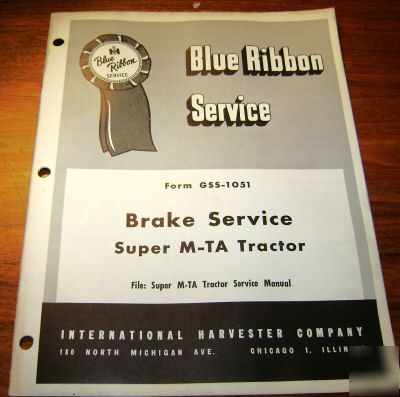 Blue Ribbon
SERVICE
Blue Ribbon
Service
Form GSS-1051
Brake Service
Super M-TA Tractor
File: Super M-TA Tractor Service Manual
INTERNATIONAL HARVESTER COMPANY
180 NORTH MICHIGAN AVE. CHICAGO 1,